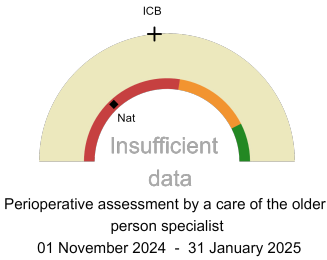 ICB
Nat
Insufficient
data
Perioperative assessment by a care of the older
person specialist
01 November 2024 - 31 January 2025